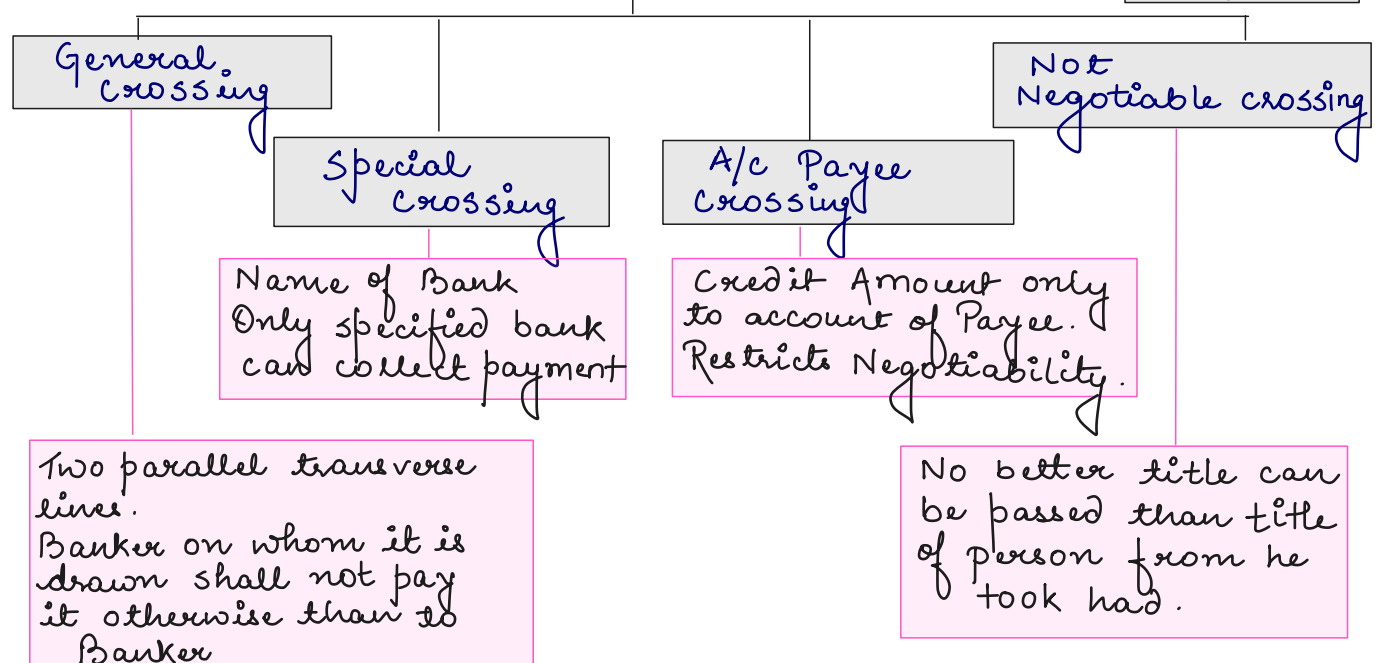 General
crossing
Special
crossing
A/c Payee
crossing
Not
Negotiable crossing
Name of Bank
Only specified bank
can collect payment
Credit Amount only
to account of Payee.
Restricts Negotiability.
Two parallel transverse
lines.
Banker on whom it is
drawn shall not pay
it otherwise than to
Banker
No better title can
be passed than title
of person from he
took had.